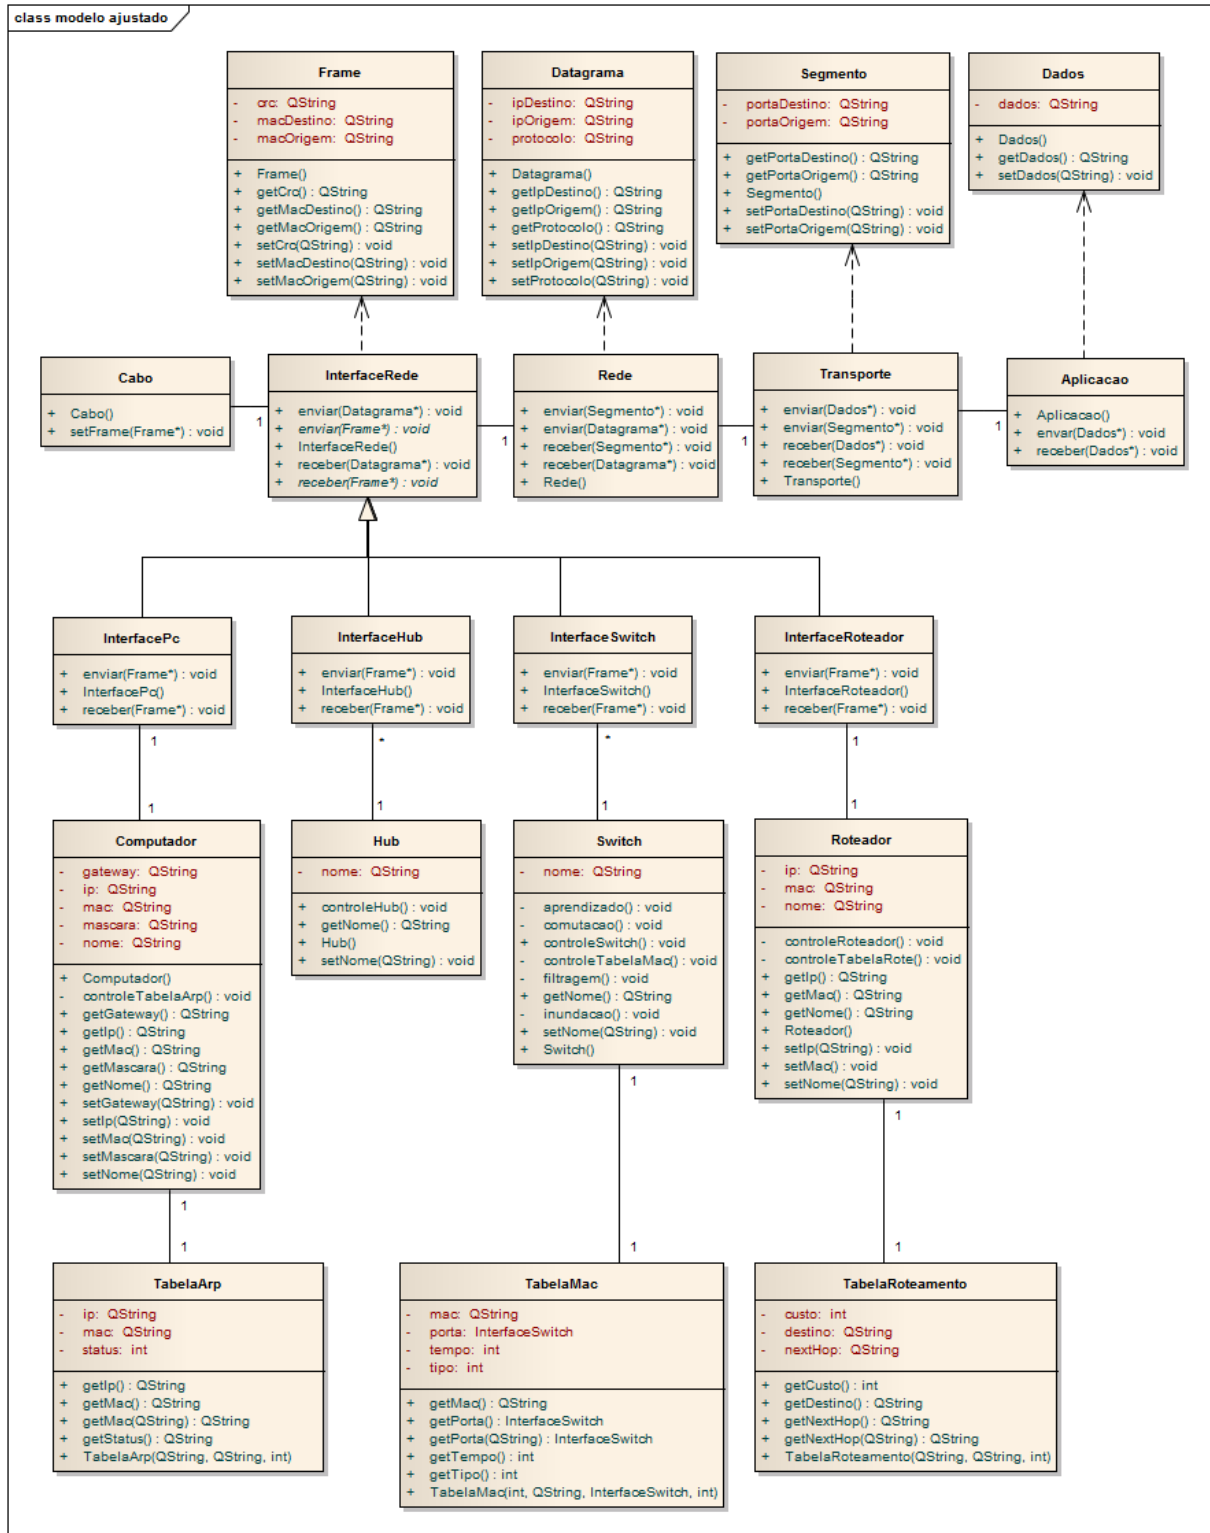 class modelo ajustado
Frame
- crc: QString
- macDestino: QString
- macOrigem: QString
+ Frame()
+ getCrc() : QString
+ getMacDestino() : QString
+ getMacOrigem() : QString
+ setCrc(QString) : void
+ setMacDestino(QString) : void
+ setMacOrigem(QString) : void
Datagrama
- ipDestino: QString
- ipOrigem: QString
- protocolo: QString
+ Datagrama()
+ getIpDestino() : QString
+ getIpOrigem() : QString
+ getProtocolo() : QString
+ setIpDestino(QString) : void
+ setIpOrigem(QString) : void
+ setProtocolo(QString) : void
Segmento
- portaDestino: QString
- portaOrigem: QString
+ getPortaDestino() : QString
+ getPortaOrigem() : QString
+ Segmento()
+ setPortaDestino(QString) : void
+ setPortaOrigem(QString) : void
Dados
- dados: QString
+ Dados()
+ getDados() : QString
+ setDados(QString) : void
Cabo
+ Cabo()
+ setFrame(Frame*) : void
1
InterfaceRede
+ enviar(Datagrama*) : void
+ enviar(Frame*) : void
+ InterfaceRede()
+ receber(Datagrama*) : void
+ receber(Frame*) : void
1
Rede
+ enviar(Segmento*) : void
+ enviar(Datagrama*) : void
+ receber(Segmento*) : void
+ receber(Datagrama*) : void
+ Rede()
1
Transporte
+ enviar(Dados*) : void
+ enviar(Segmento*) : void
+ receber(Dados*) : void
+ receber(Segmento*) : void
+ Transporte()
1
Aplicacao
+ Aplicacao()
+ envar(Dados*) : void
+ receber(Dados*) : void
InterfacePc
+ enviar(Frame*) : void
+ InterfacePc()
+ receber(Frame*) : void
1
1
InterfaceHub
+ enviar(Frame*) : void
+ InterfaceHub()
+ receber(Frame*) : void
*
1
InterfaceSwitch
+ enviar(Frame*) : void
+ InterfaceSwitch()
+ receber(Frame*) : void
*
1
InterfaceRoteador
+ enviar(Frame*) : void
+ InterfaceRoteador()
+ receber(Frame*) : void
1
1
Computador
- gateway: QString
- ip: QString
- mac: QString
- mascara: QString
- nome: QString
+ Computador()
- controleTabelaArp() : void
+ getGateway() : QString
+ getIp() : QString
+ getMac() : QString
+ getMascara() : QString
+ getNome() : QString
+ setGateway(QString) : void
+ setIp(QString) : void
+ setMac(QString) : void
+ setMascara(QString) : void
+ setNome(QString) : void
1
1
Hub
- nome: QString
+ controleHub() : void
+ getNome() : QString
+ Hub()
+ setNome(QString) : void
Switch
- nome: QString
- aprendizado() : void
- comutacao() : void
+ controleSwitch() : void
- controleTabelaMac() : void
- filtragem() : void
+ getNome() : QString
- inundacao() : void
+ setNome(QString) : void
+ Switch()
1
1
Roteador
- ip: QString
- mac: QString
- nome: QString
- controleRoteador() : void
- controleTabelaRote() : void
+ getIp() : QString
+ getMac() : QString
+ getNome() : QString
+ Roteador()
+ setIp(QString) : void
+ setMac() : void
+ setNome(QString) : void
1
1
TabelaArp
- ip: QString
- mac: QString
- status: int
+ getIp() : QString
+ getMac() : QString
+ getMac(QString) : QString
+ getStatus() : QString
+ TabelaArp(QString, QString, int)
TabelaMac
- mac: QString
- porta: InterfaceSwitch
- tempo: int
- tipo: int
+ getMac() : QString
+ getPorta() : InterfaceSwitch
+ getPorta(QString) : InterfaceSwitch
+ getTempo() : int
+ getTipo() : int
+ TabelaMac(int, QString, InterfaceSwitch, int)
TabelaRoteamento
- custo: int
- destino: QString
- nextHop: QString
+ getCusto() : int
+ getDestino() : QString
+ getNextHop() : QString
+ getNextHop(QString) : QString
+ TabelaRoteamento(QString, QString, int)